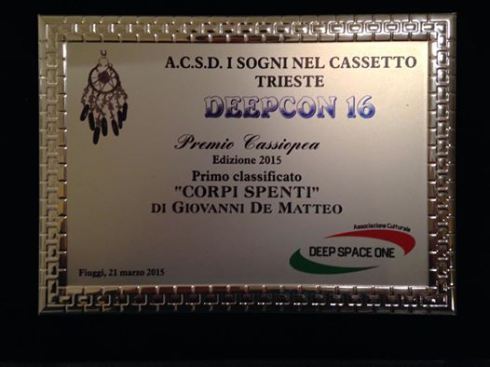 A.C.S.D. I SOGNI NEL CASSETTO
TRIESTE
DEEPCON 16
Premio Cassiopea
Edizione 2015
Primo classificato
"CORPI SPENTI"
DI GIOVANNI DE MATTEO
Associazione Culturale
DEEP SPACE ONE
Fiuggi, 21 marzo 2015